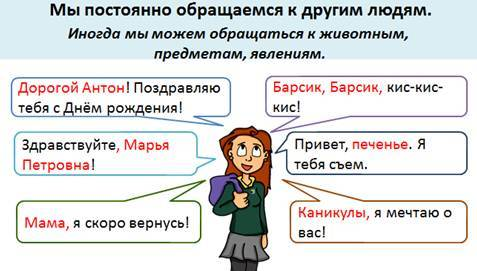 Мы постоянно обращаемся к другим людям.
Иногда мы можем обращаться к животным,
предметам, явлениям.
Дорогой Антон! Поздравляю
тебя с Днём рождения!
Барсик, Барсик, кис-кис-
кис!
Здравствуйте, Марья
Петровна!
Привет, печенье. Я
тебя съем.
Мама, я скоро вернусь!
Каникулы, я мечтаю о
вас!